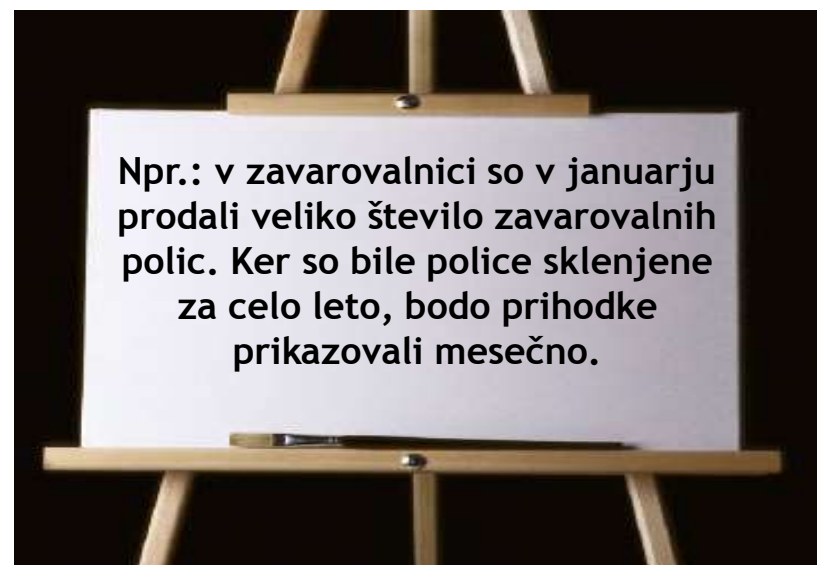 Npr.: v zavarovalnici so v januarju
prodali veliko število zavarovalnih
polic. Ker so bile police sklenjene
za celo leto, bodo prihodke
prikazovali mesečno.